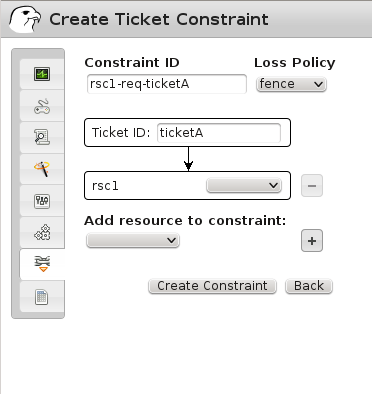 Create Ticket Constraint
Constraint ID
Loss Policy
rsc1-req-ticketA
fence
Ticket ID: ticketA
rsc1
Add resource to constraint:
Create Constraint
Back